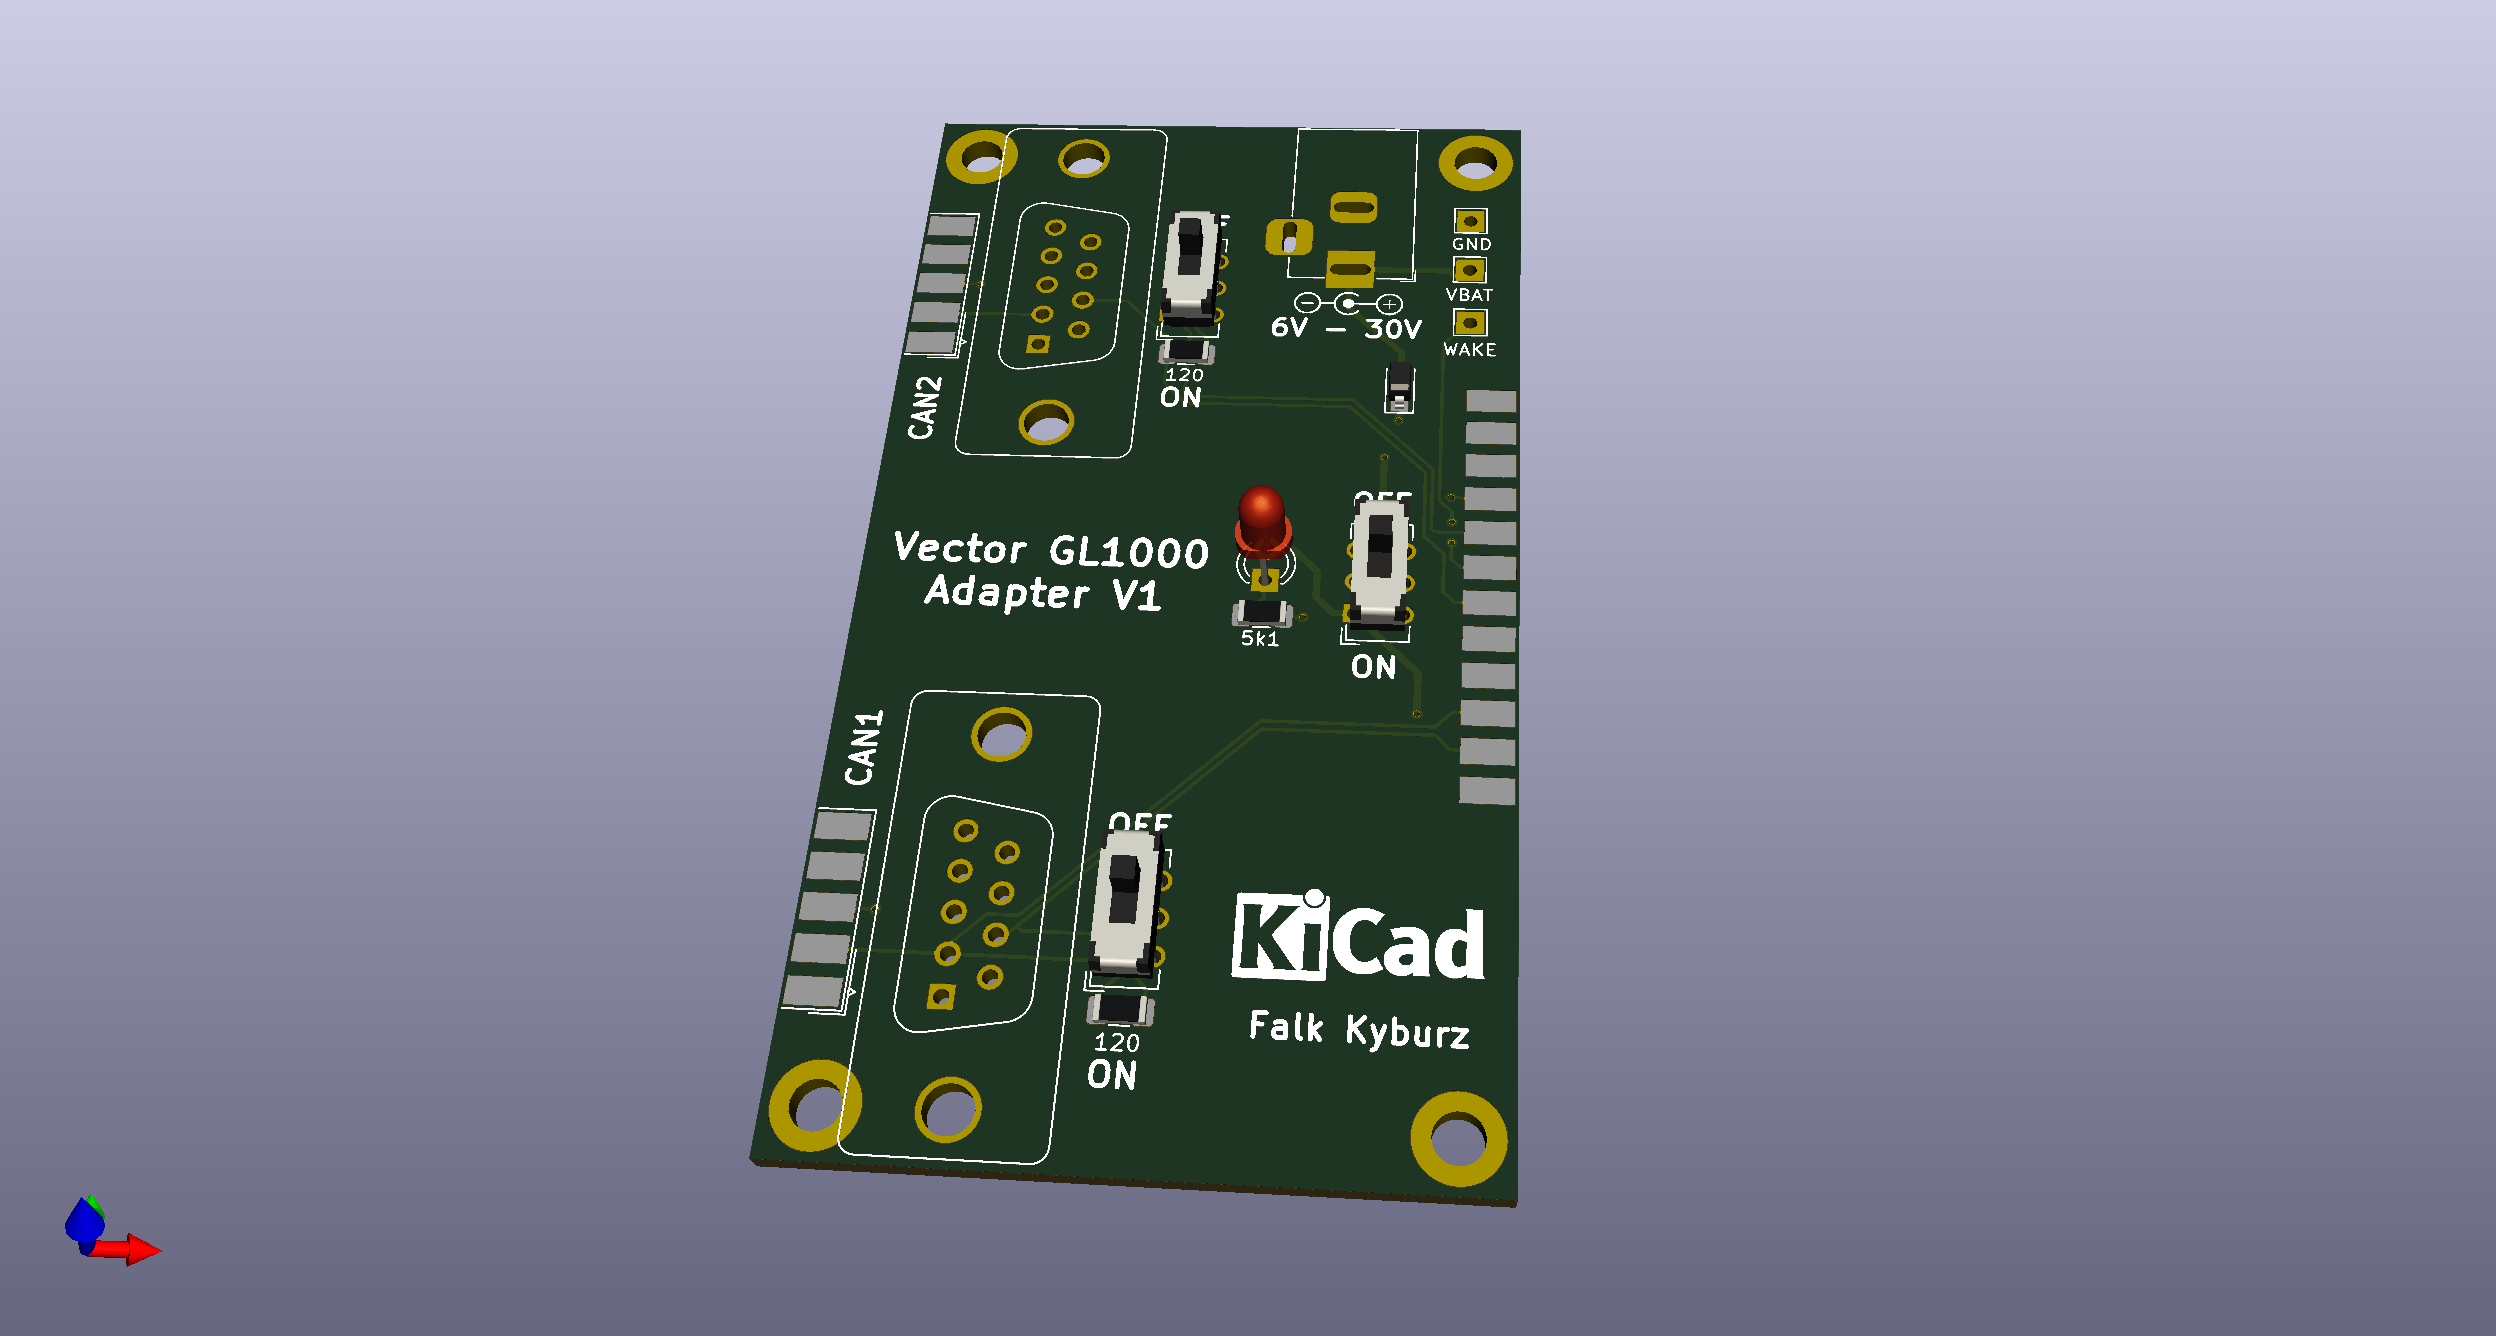 GND
VBAT
6V – 30V
WAKE
120
ON
CAN2
OFF
Vector GL1000
Adapter V1
5k1
ON
CAN1
OFF
KiCad
Falk Kyburz
120
ON